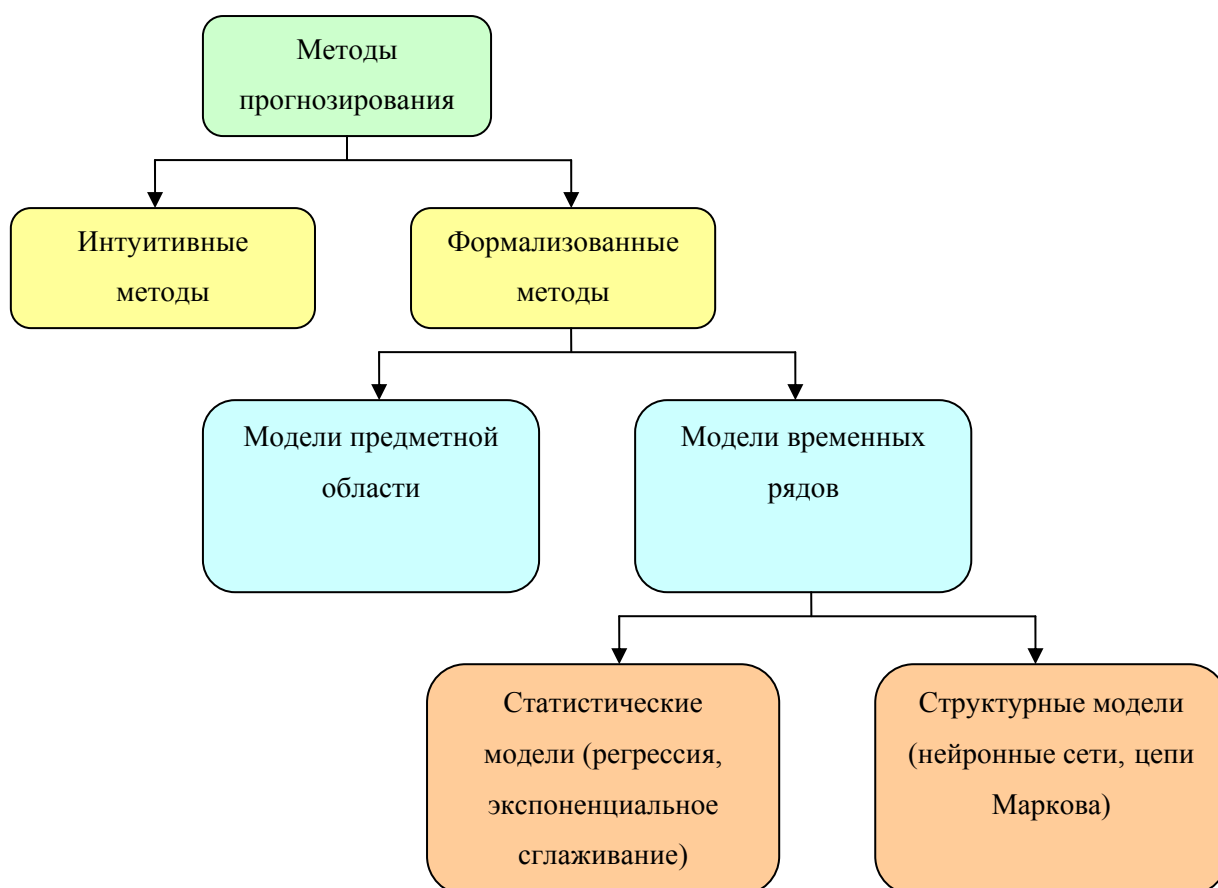 Методы
прогнозирования
Интуитивные
методы
Формализованные
методы
Модели предметной
области
Модели временных
рядов
Статистические
модели (регрессия,
экспоненциальное
сглаживание)
Структурные модели
(нейронные сети, цепи
Маркова)